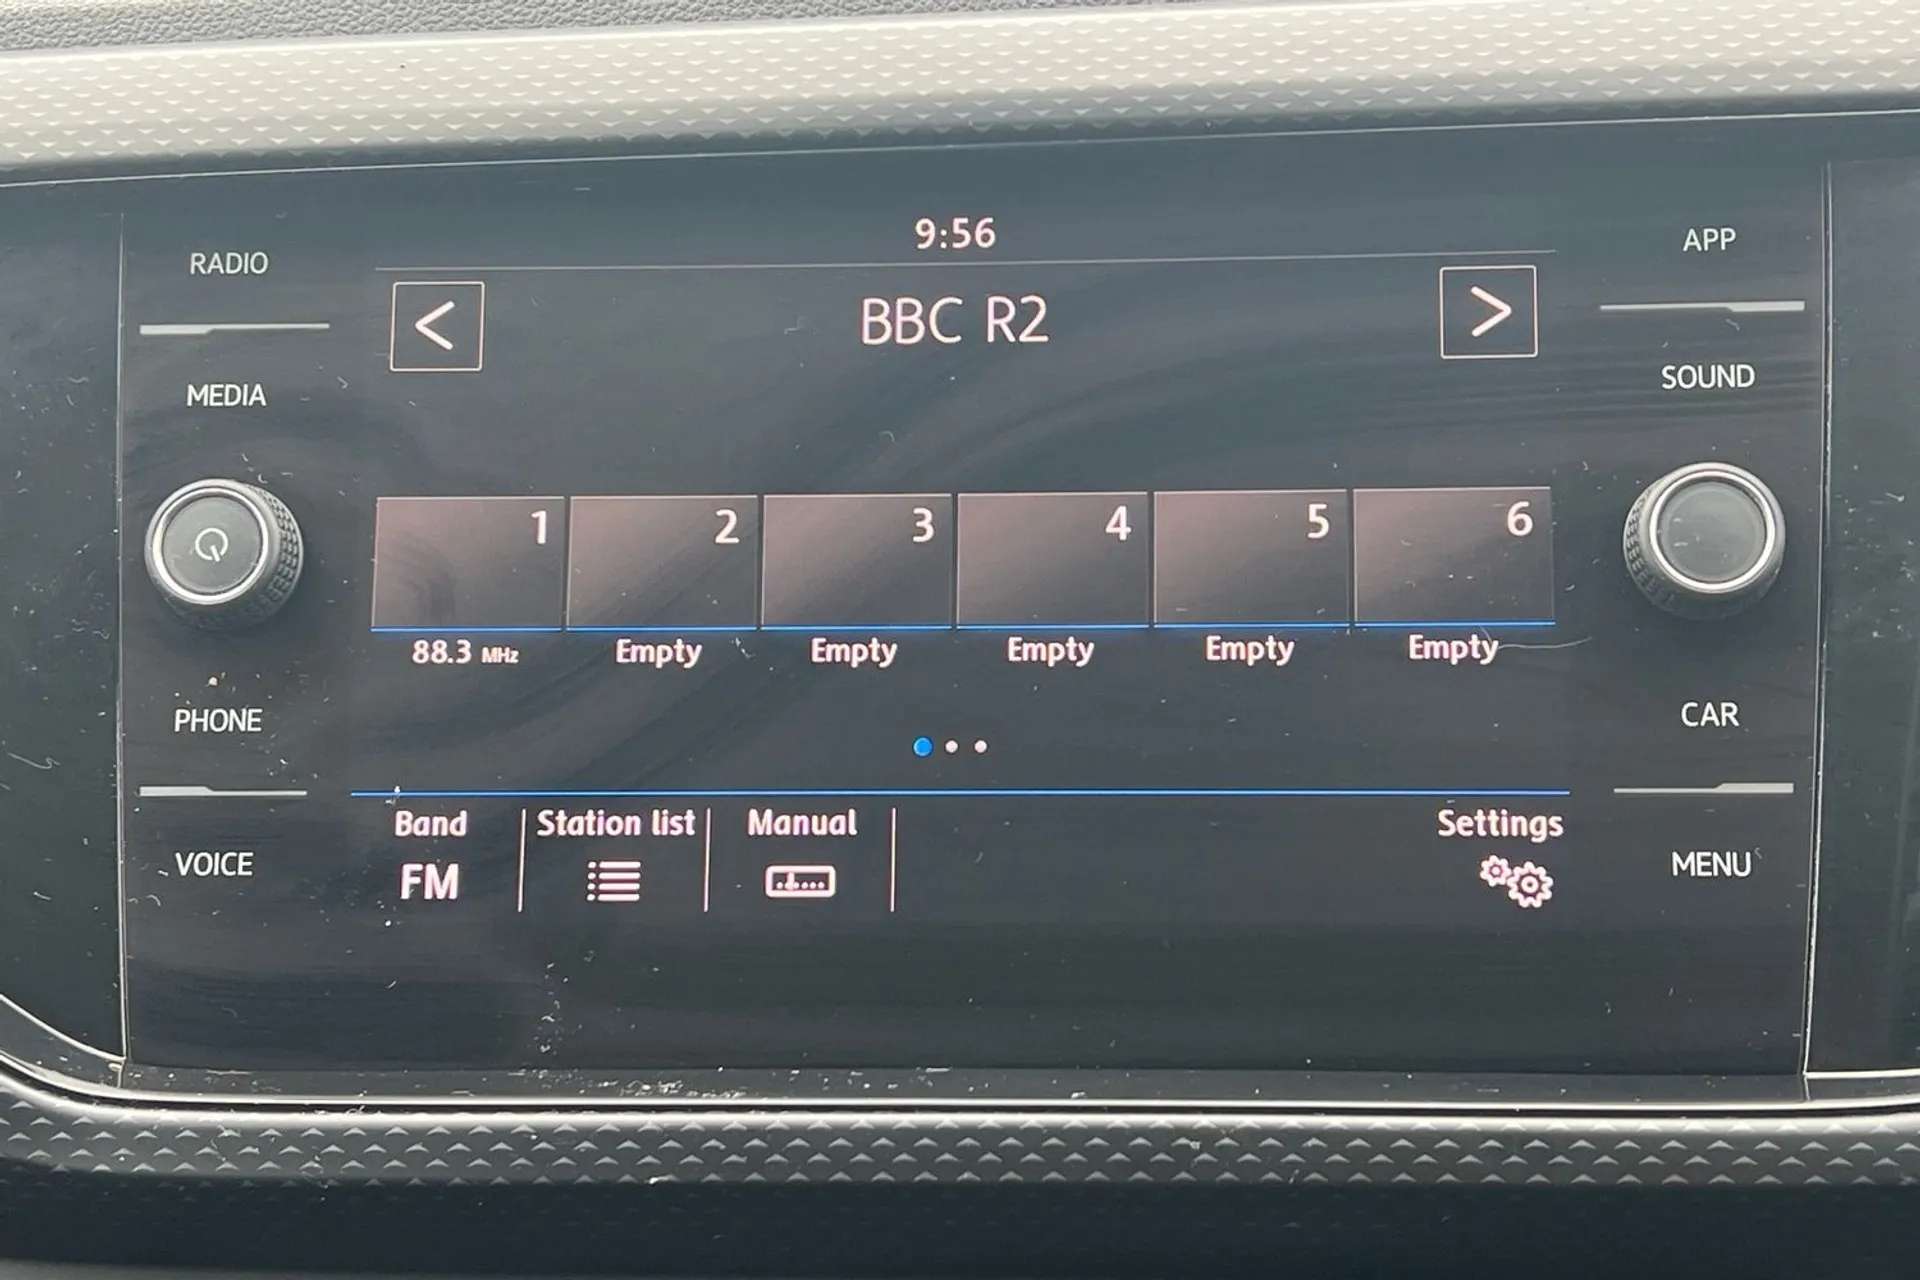 9:56
RADIO
APP
< BBC R2 >
MEDIA
SOUND
1 2 3 4 5 6
88.3 MHz Empty Empty Empty Empty Empty
PHONE
CAR
Band Station list Manual Settings
FM
VOICE
MENU